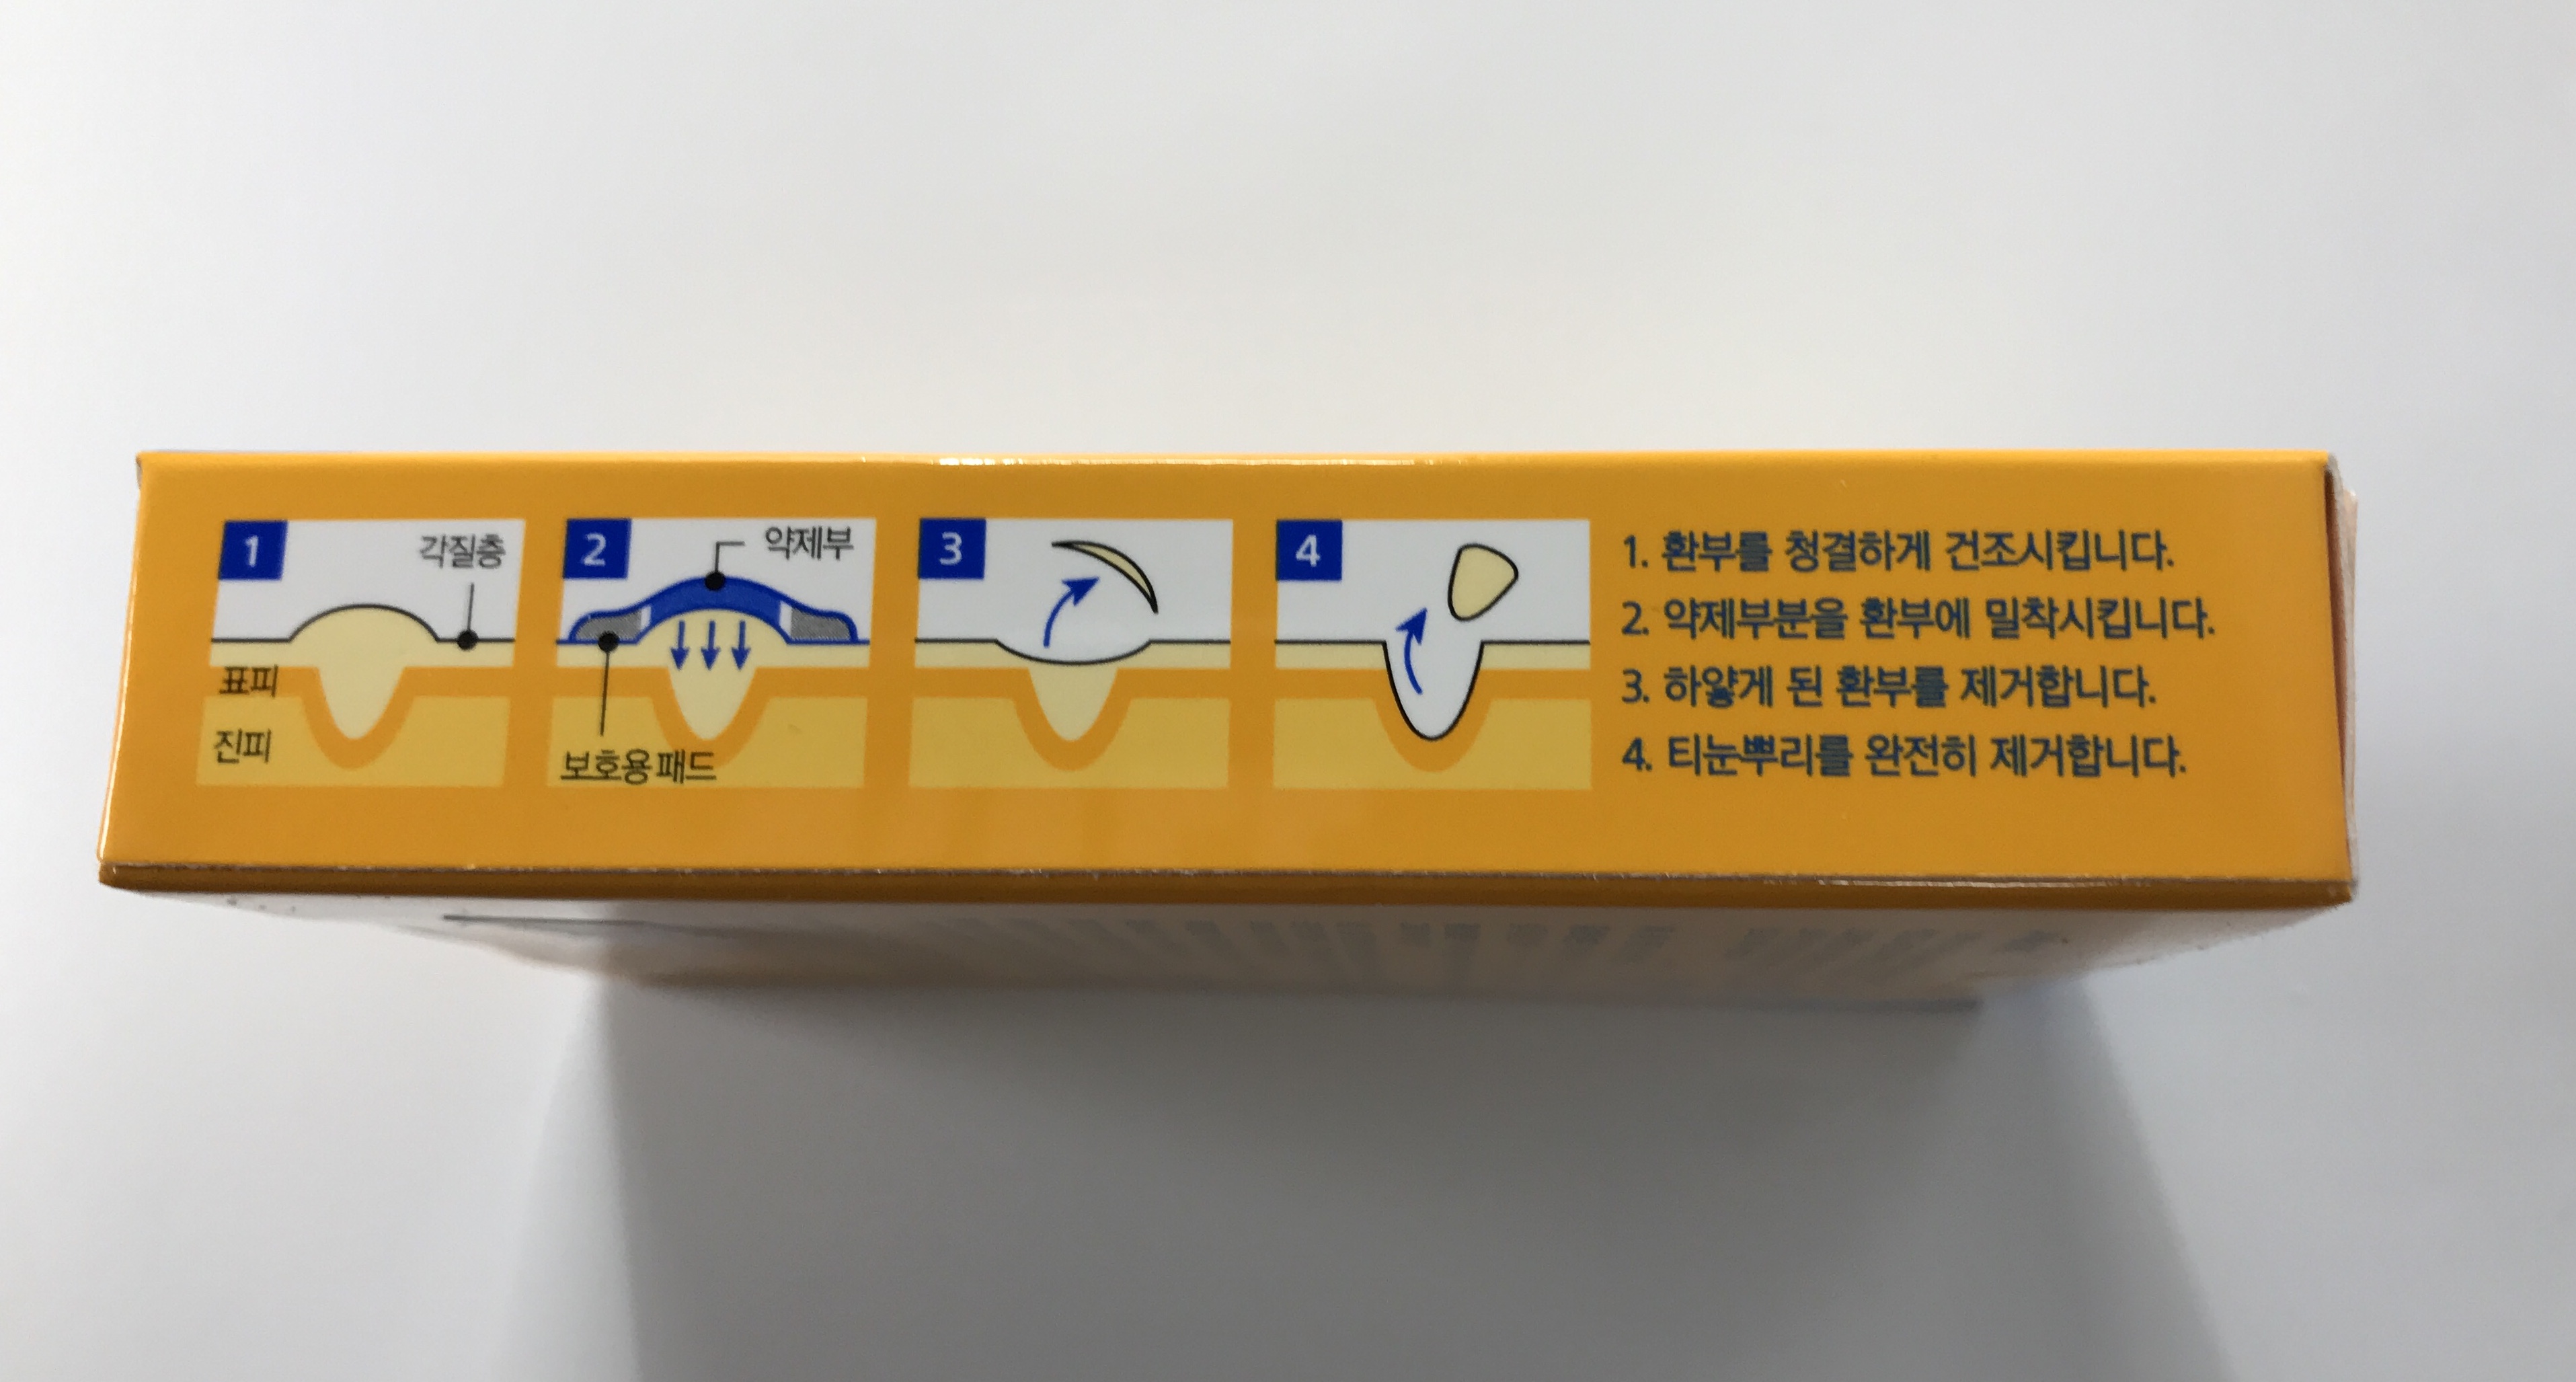 1
각질층
표피
진피
2
약제부
보호용 패드
3
4
1. 환부를 청결하게 건조시킵니다.
2. 약제부분을 환부에 밀착시킵니다.
3. 하얗게 된 환부를 제거합니다.
4. 티눈뿌리를 완전히 제거합니다.